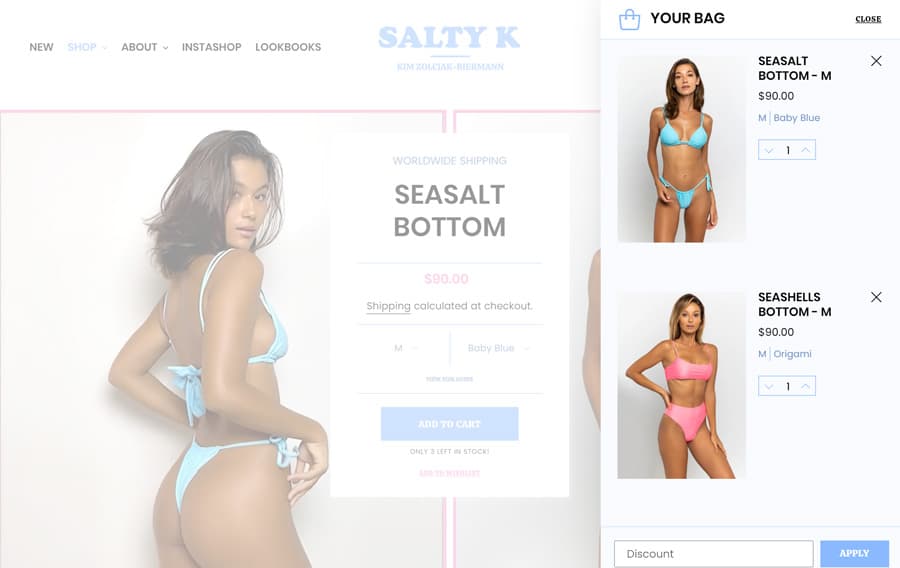 NEW SHOP ABOUT INSTASHOP LOOKBOOKS
SALTY K
KIM ZOLCIAK-BIERMANN
WORLDWIDE SHIPPING
SEASALT
BOTTOM
$90.00
Shipping calculated at checkout.
M Baby Blue
VIEW SIZE GUIDE
ADD TO CART
ONLY 3 LEFT IN STOCK!
ADD TO WISHLIST
YOUR BAG CLOSE
SEASALT
BOTTOM - M
$90.00
M | Baby Blue
1
SEASHELLS
BOTTOM - M
$90.00
M | Origami
1
Discount APPLY